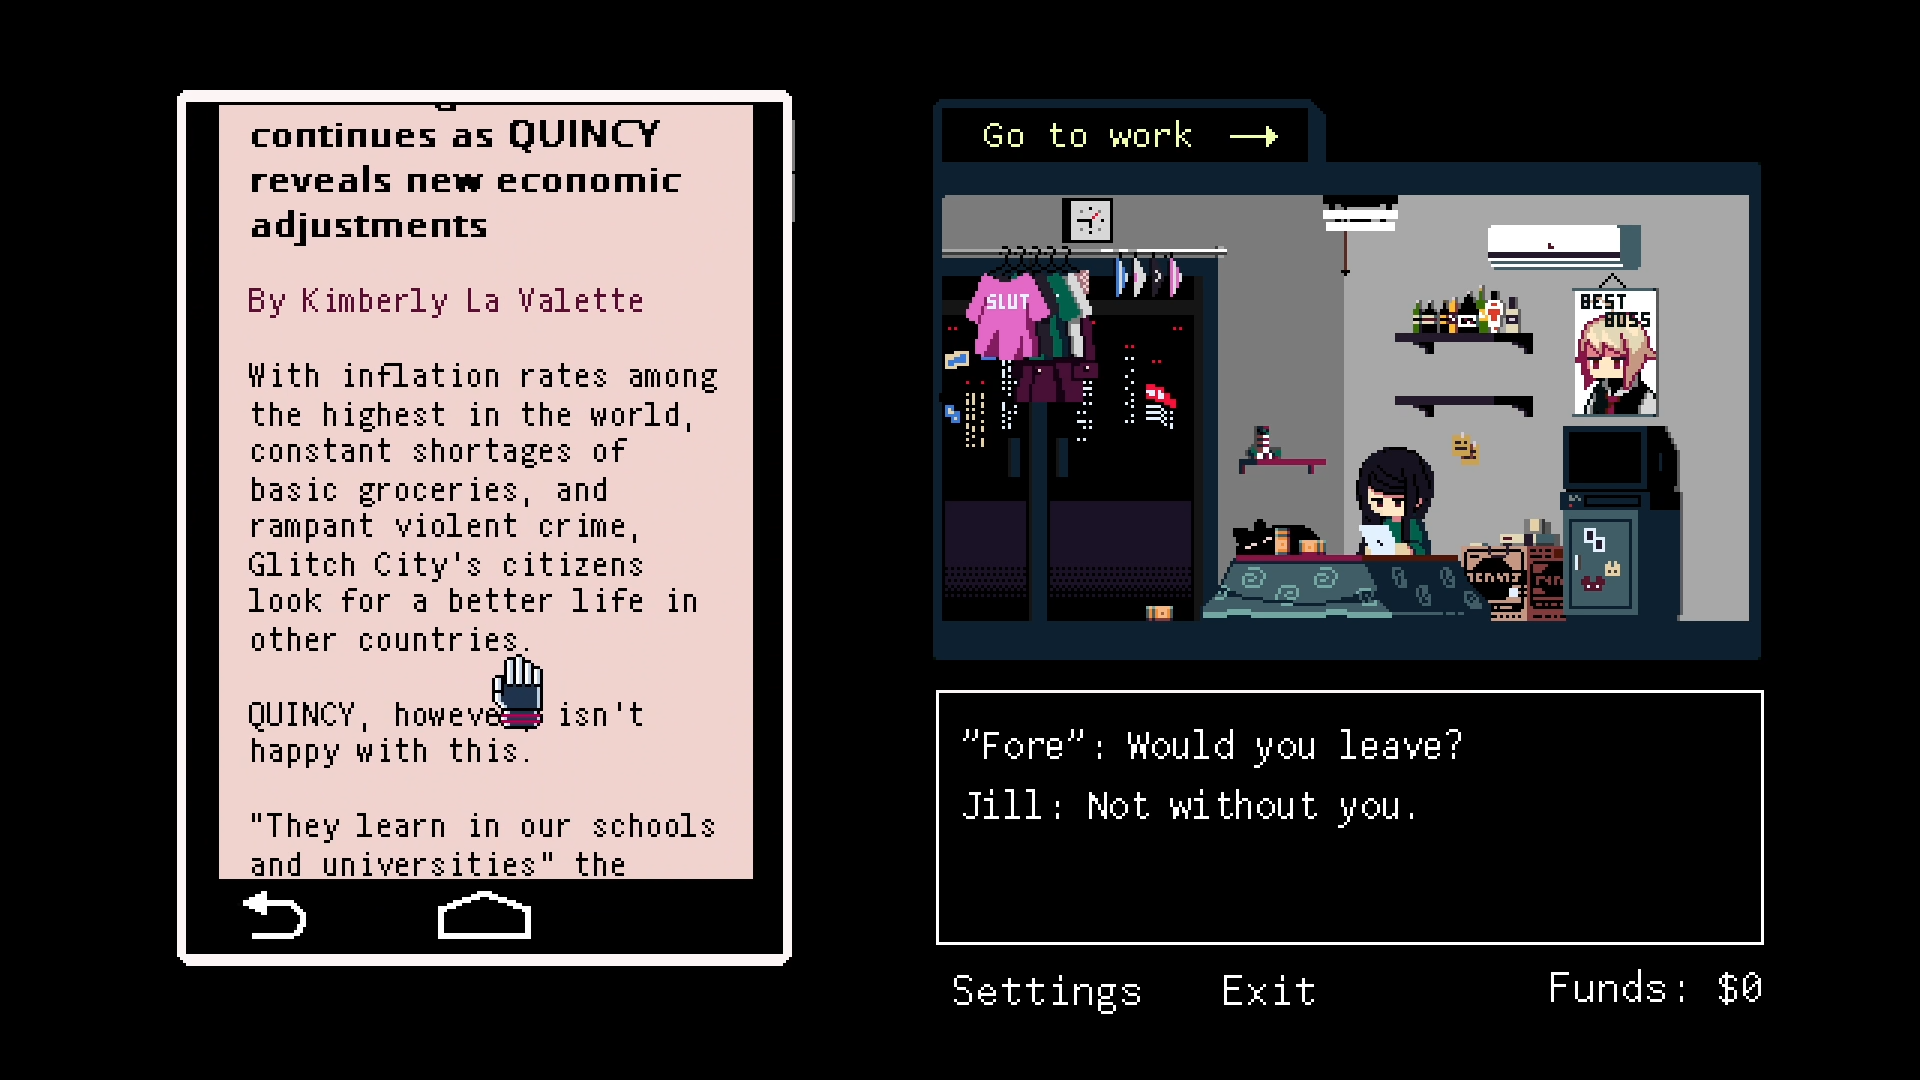 continues as QUINCY
reveals new economic
adjustments
By Kimberly La Valette
With inflation rates among
the highest in the world,
constant shortages of
basic groceries, and
rampant violent crime,
Glitch City's citizens
look for a better life in
other countries.
QUINCY, isn't
happy with this.
"They learn in our schools
and universities" the
Go to work →
SLUT
BEST
BOSS
"Fore": Would you leave?
Jill: Not without you.
Settings Exit Funds: $0